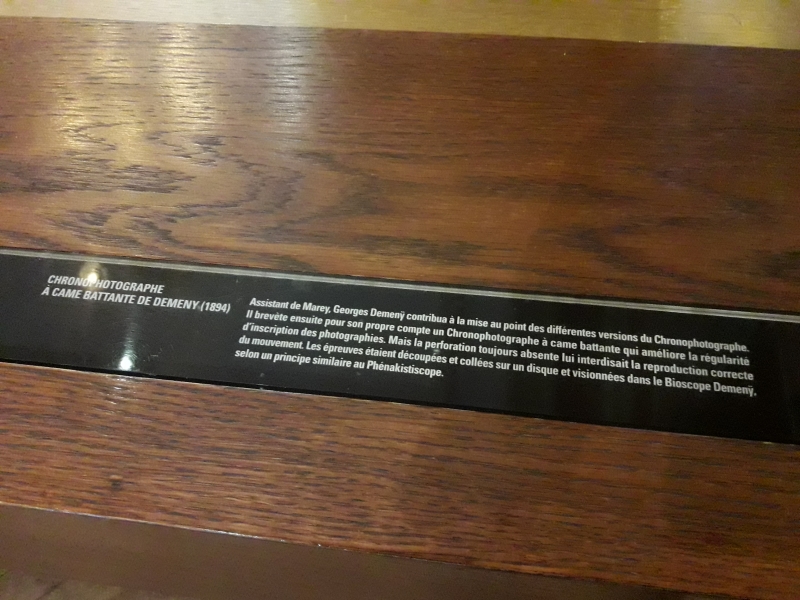 CHRONOPHOTOGRAPHE
À CAME BATTANTE DE DEMENY (1894)
Assistant de Marey, Georges Demenÿ contribua à la mise au point des différentes versions du Chronophotographe.
Il brevète ensuite pour son propre compte un Chronophotographe à came battante qui améliore la régularité
d'inscription des photographies. Mais la perforation toujours absente lui interdisait la reproduction correcte
du mouvement. Les épreuves étaient découpées et collées sur un disque et visionnées dans le Bioscope Demenÿ,
selon un principe similaire au Phénakistiscope.